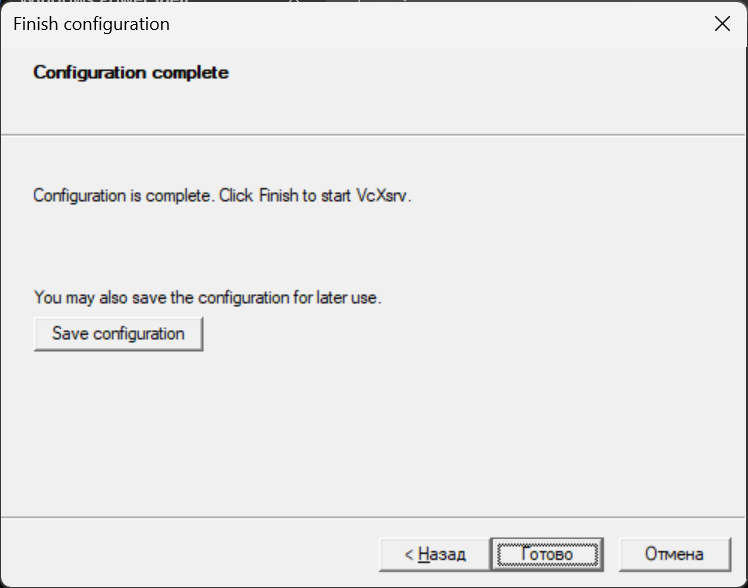 Finish configuration
Configuration complete
Configuration is complete. Click Finish to start VcXsrv.
You may also save the configuration for later use.
Save configuration
< Назад
Готово
Отмена